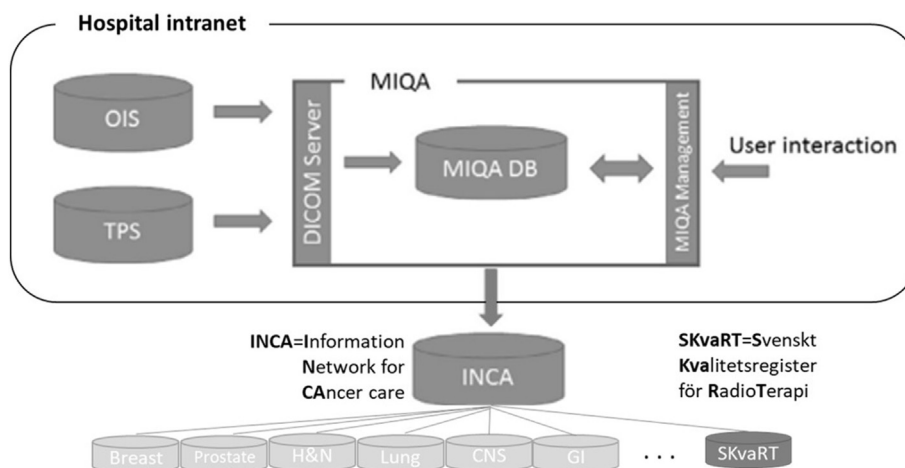 Hospital intranet
MIQA
OIS
TPS
DICOM Server
MIQA DB
MIQA Management
User interaction
INCA=Information
Network for
CAncer care
INCA
SKvaRT=Svenskt
Kvalitetsregister
för RadioTerapi
Breast
Prostate
H&N
Lung
CNS
GI
...
SKvaRT